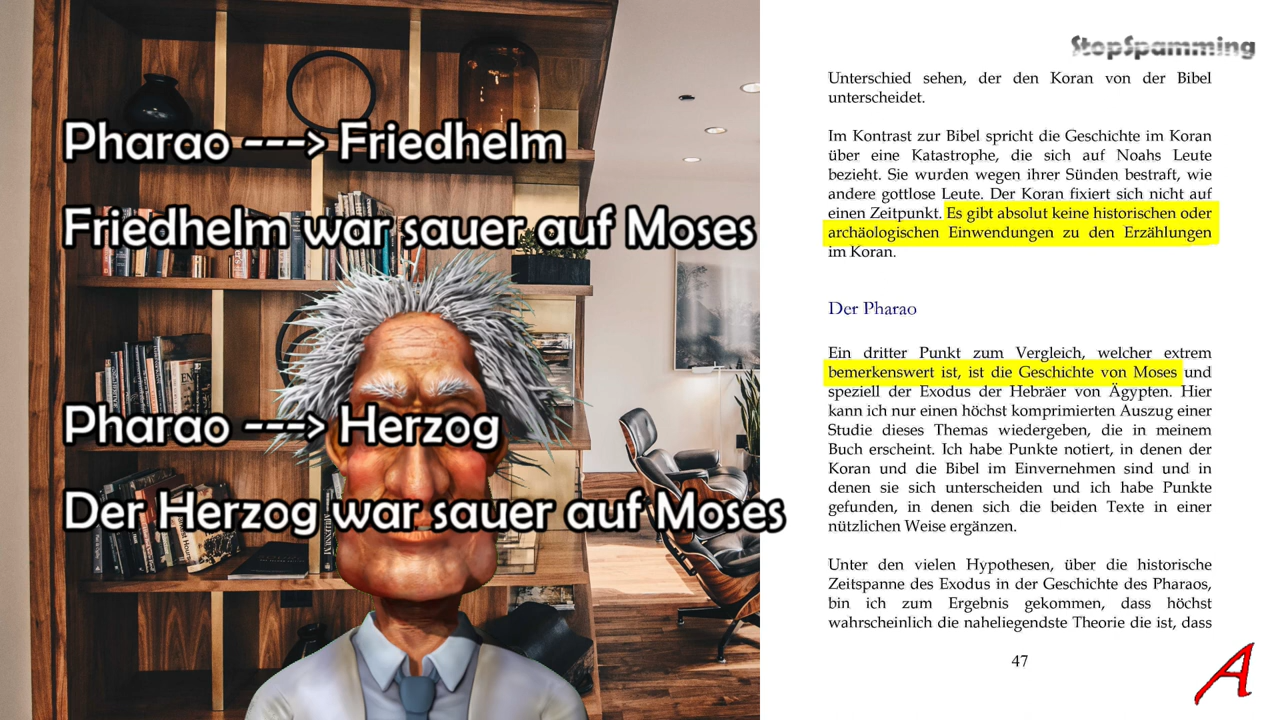 Pharao ---> Friedhelm
Friedhelm war sauer auf Moses
Pharao ---> Herzog
Der Herzog war sauer auf Moses
StopSpamming
Unterschied sehen, der den Koran von der Bibel
unterscheidet.
Im Kontrast zur Bibel spricht die Geschichte im Koran
über eine Katastrophe, die sich auf Noahs Leute
bezieht. Sie wurden wegen ihrer Sünden bestraft, wie
andere gottlose Leute. Der Koran fixiert sich nicht auf
einen Zeitpunkt. Es gibt absolut keine historischen oder
archäologischen Einwendungen zu den Erzählungen
im Koran.
Der Pharao
Ein dritter Punkt zum Vergleich, welcher extrem
bemerkenswert ist, ist die Geschichte von Moses und
speziell der Exodus der Hebräer von Ägypten. Hier
kann ich nur einen höchst komprimierten Auszug einer
Studie dieses Themas wiedergeben, die in meinem
Buch erscheint. Ich habe Punkte notiert, in denen der
Koran und die Bibel im Einvernehmen sind und in
denen sie sich unterscheiden und ich habe Punkte
gefunden, in denen sich die beiden Texte in einer
nützlichen Weise ergänzen.
Unter den vielen Hypothesen, über die historische
Zeitspanne des Exodus in der Geschichte des Pharaos,
bin ich zum Ergebnis gekommen, dass höchst
wahrscheinlich die naheliegendste Theorie die ist, dass
47
A